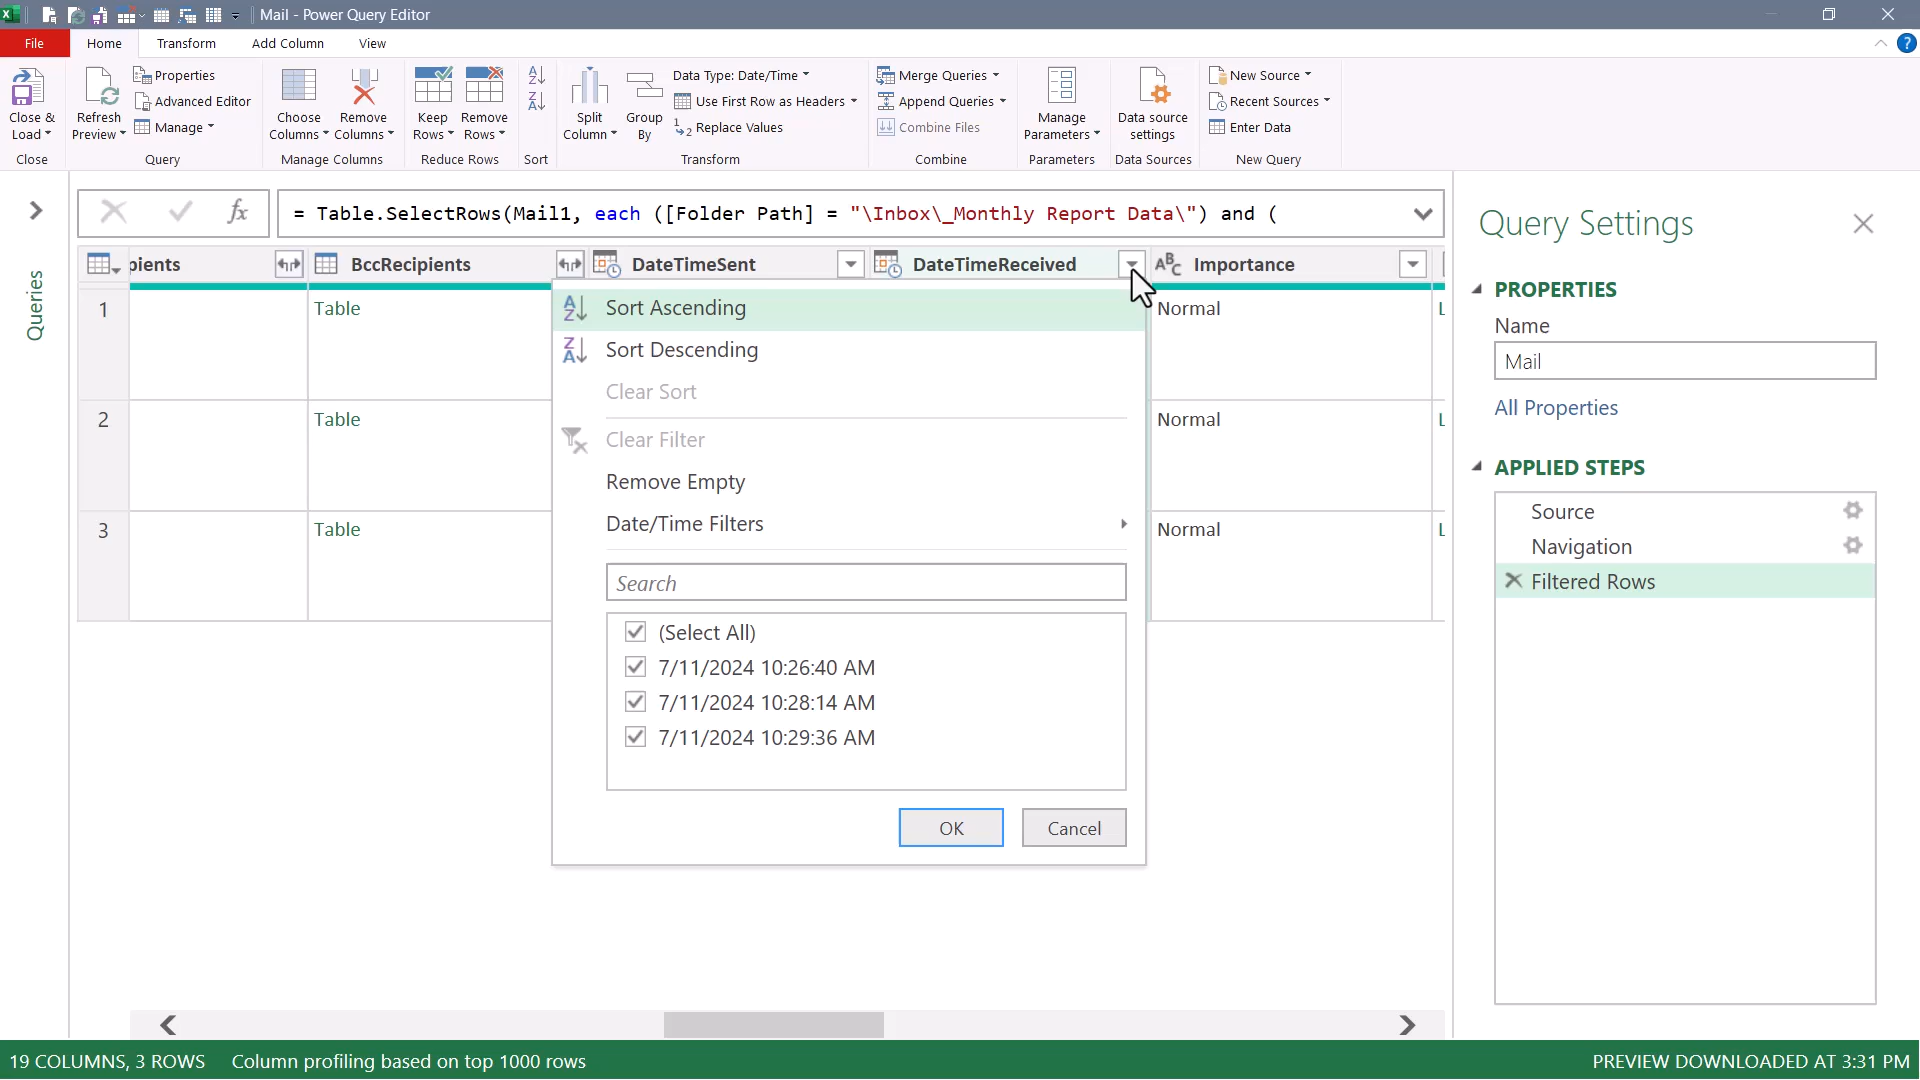 Mail - Power Query Editor
File Home Transform Add Column View
Close & Load
Close
Refresh Preview
Properties
Advanced Editor
Manage
Query
Choose Columns
Remove Columns
Manage Columns
Keep Rows
Remove Rows
Reduce Rows
Sort
Split Column
Group By
Data Type: Date/Time
Use First Row as Headers
Replace Values
Transform
Merge Queries
Append Queries
Combine Files
Combine
Manage Parameters
Parameters
Data source settings
Data Sources
New Source
Recent Sources
Enter Data
New Query
Queries
fx = Table.SelectRows(Mail1, each ([Folder Path] = "\Inbox\_Monthly Report Data\") and (
pients BccRecipients DateTimeSent DateTimeReceived ABC Importance
1 Table Normal L
2 Table Normal L
3 Table Normal L
Sort Ascending
Sort Descending
Clear Sort
Clear Filter
Remove Empty
Date/Time Filters
Search
(Select All)
7/11/2024 10:26:40 AM
7/11/2024 10:28:14 AM
7/11/2024 10:29:36 AM
OK Cancel
Query Settings
PROPERTIES
Name
Mail
All Properties
APPLIED STEPS
Source
Navigation
Filtered Rows
19 COLUMNS, 3 ROWS Column profiling based on top 1000 rows PREVIEW DOWNLOADED AT 3:31 PM